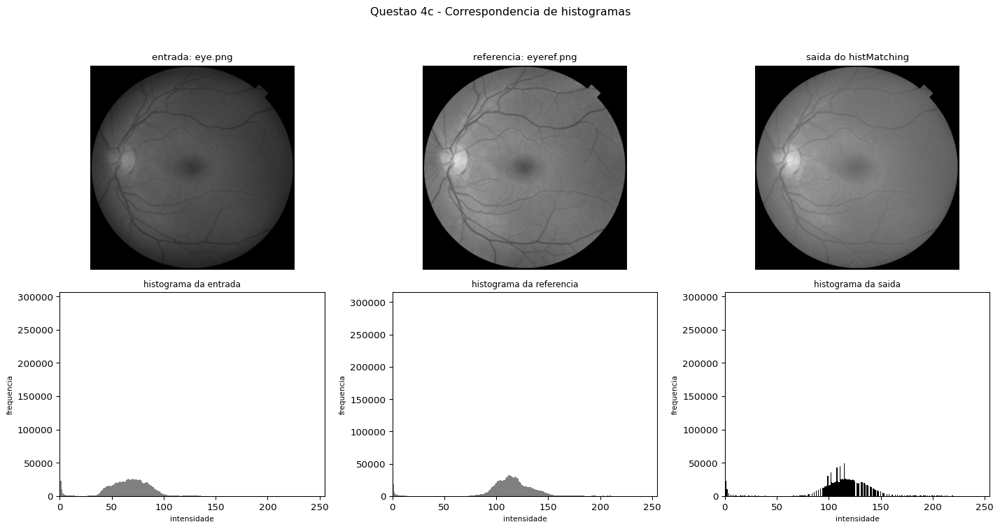 Questao 4c - Correspondencia de histogramas
entrada: eye.png
referencia: eyeref.png
saida do histMatching
histograma da entrada
histograma da referencia
histograma da saida
300000
250000
200000
150000
100000
50000
0
frequencia
0 50 100 150 200 250
intensidade
300000
250000
200000
150000
100000
50000
0
frequencia
0 50 100 150 200 250
intensidade
300000
250000
200000
150000
100000
50000
0
frequencia
0 50 100 150 200 250
intensidade